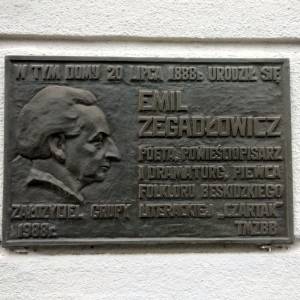 W TYM DOMU 20 LIPCA 1888r. URODZIŁ SIĘ
EMIL
ZEGADŁOWICZ
POETA, POWIEŚCIOPISARZ
I DRAMATURG, PIEWCA
FOLKLORU BESKIDZKIEGO
ZAŁOŻYCIEL GRUPY LITERACKIEJ "CZARTAK"
1988r. TMZBB